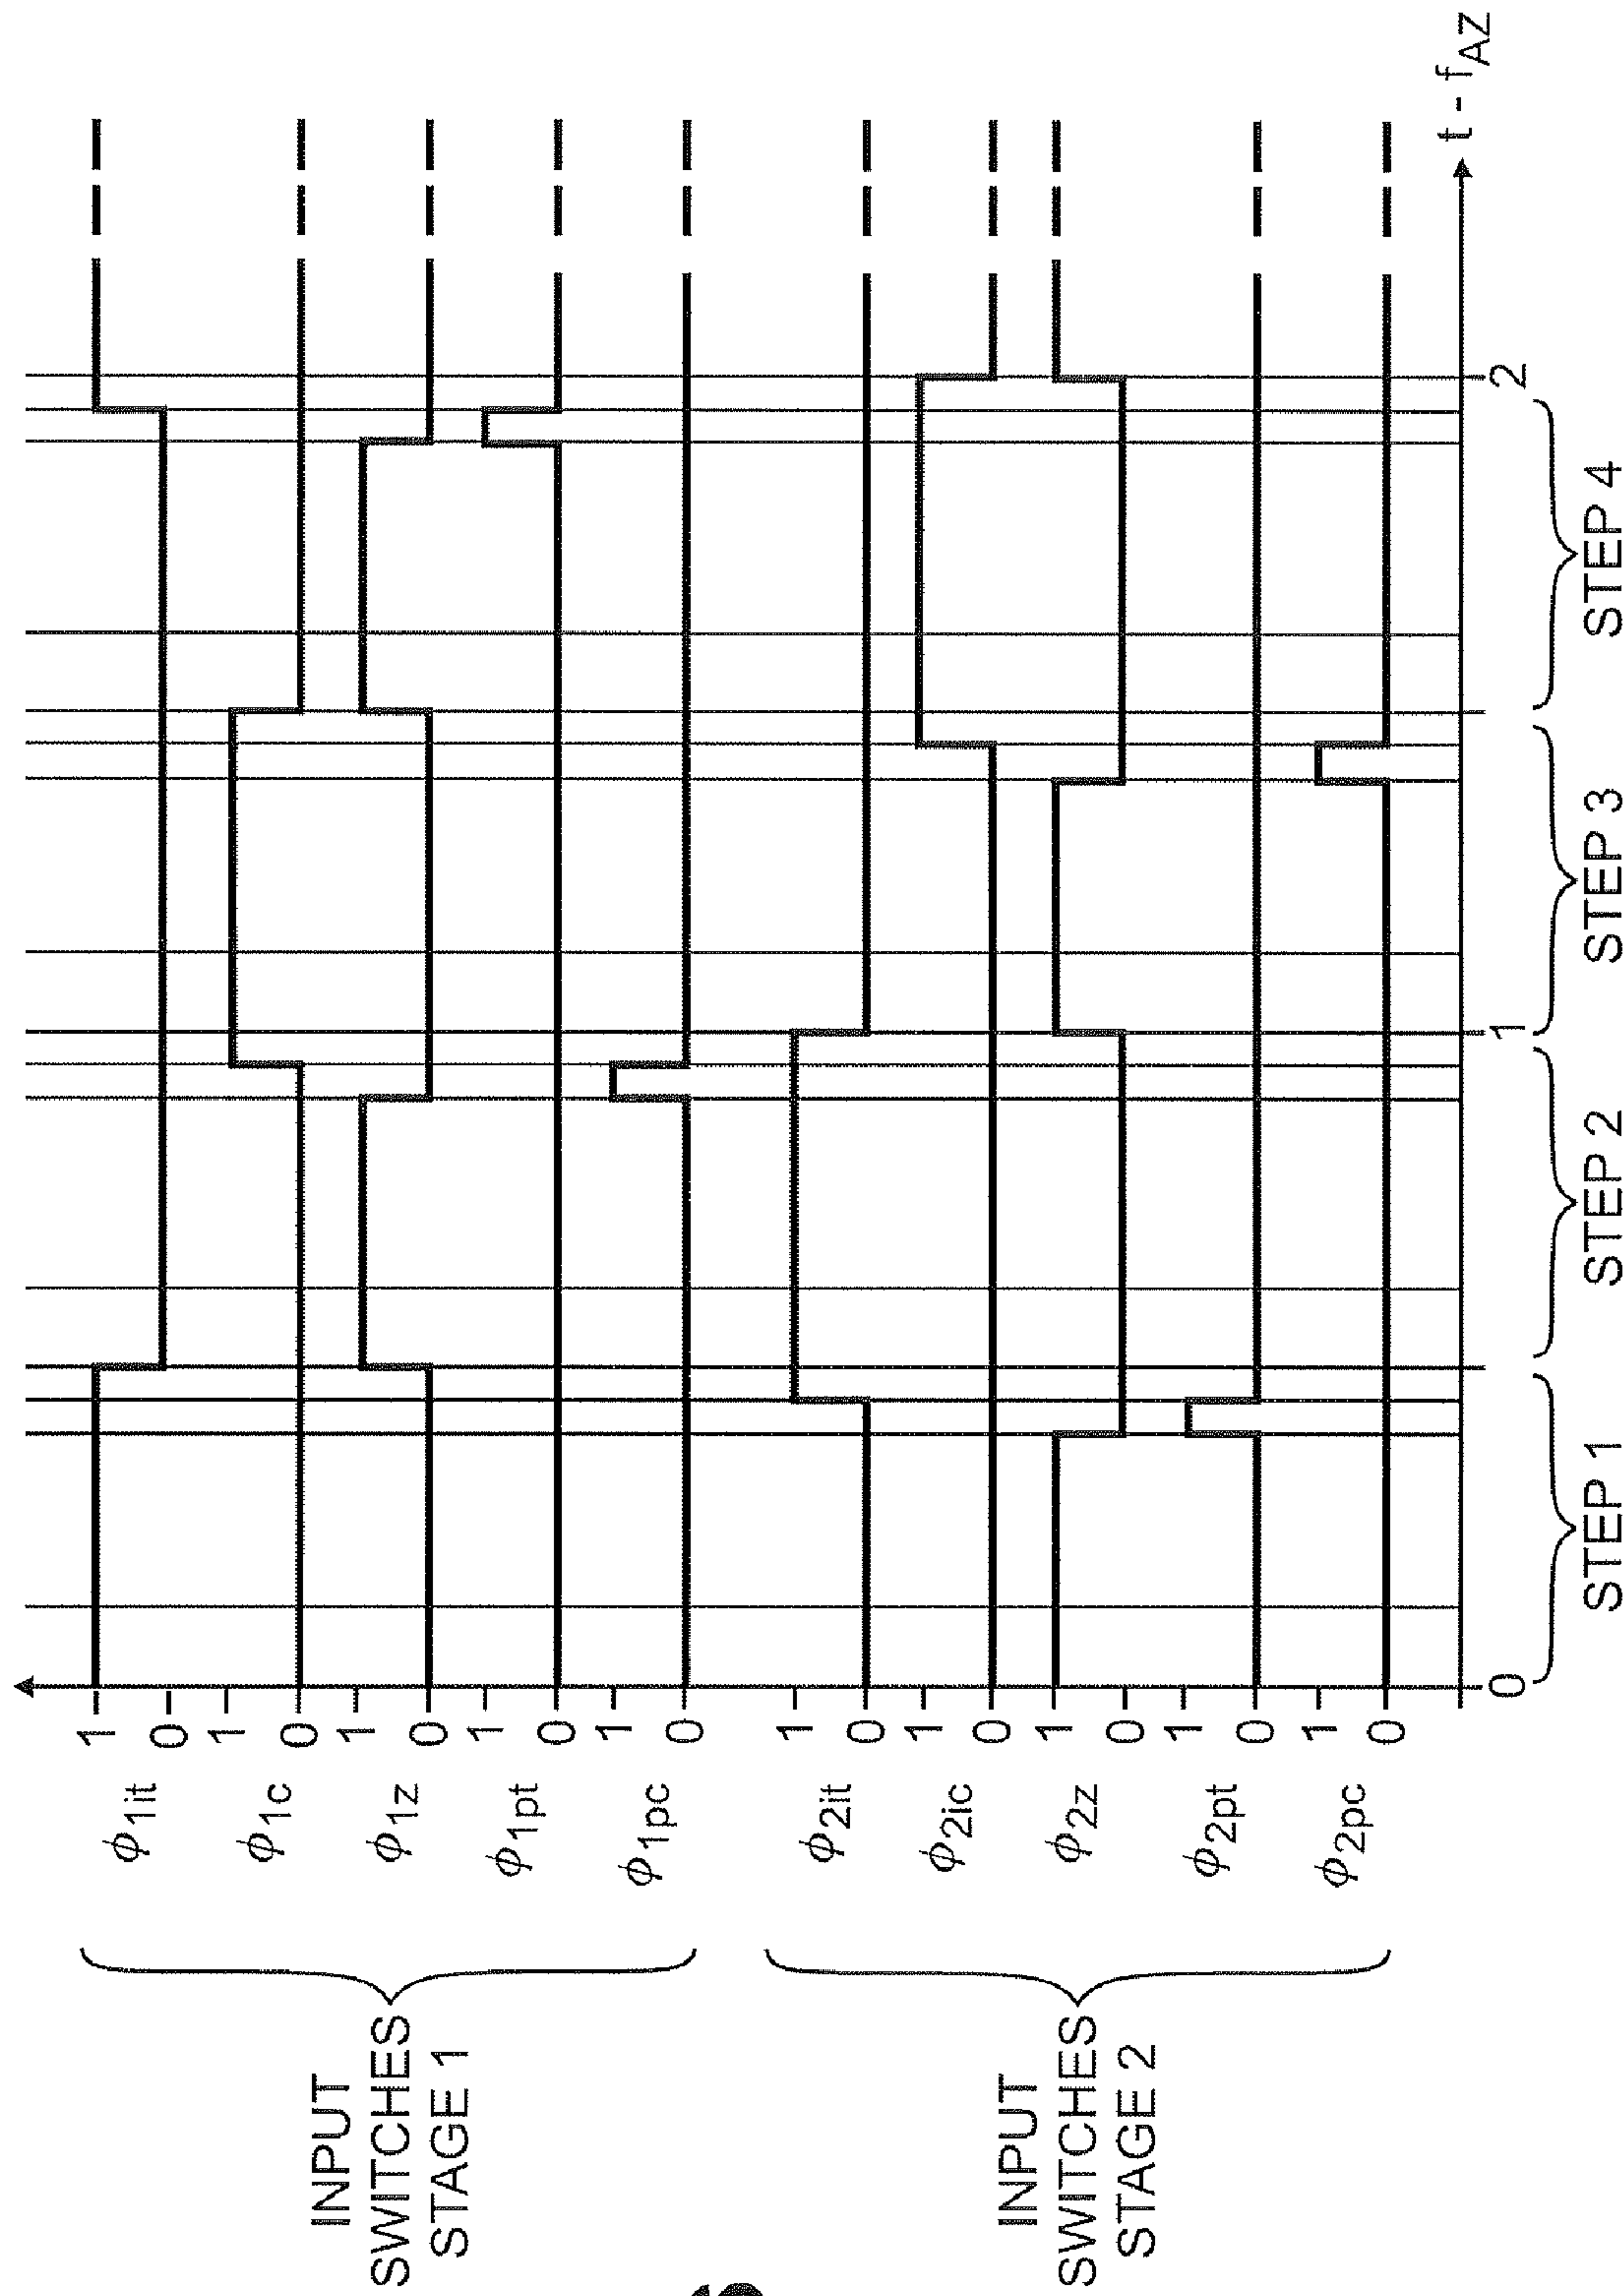 INPUT
SWITCHES
STAGE 1
ϕ1it 1 0
ϕ1c 1 0
ϕ1z 1 0
ϕ1pt 1 0
ϕ1pc 1 0
INPUT
SWITCHES
STAGE 2
ϕ2it 1 0
ϕ2ic 1 0
ϕ2z 1 0
ϕ2pt 1 0
ϕ2pc 1 0
0 1 2 t - fAZ
STEP 1 STEP 2 STEP 3 STEP 4